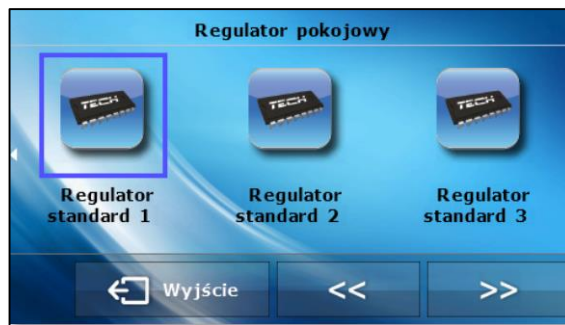 Regulator pokojowy
TECH TECH TECH
Regulator Regulator Regulator
standard 1 standard 2 standard 3
Wyjście << >>